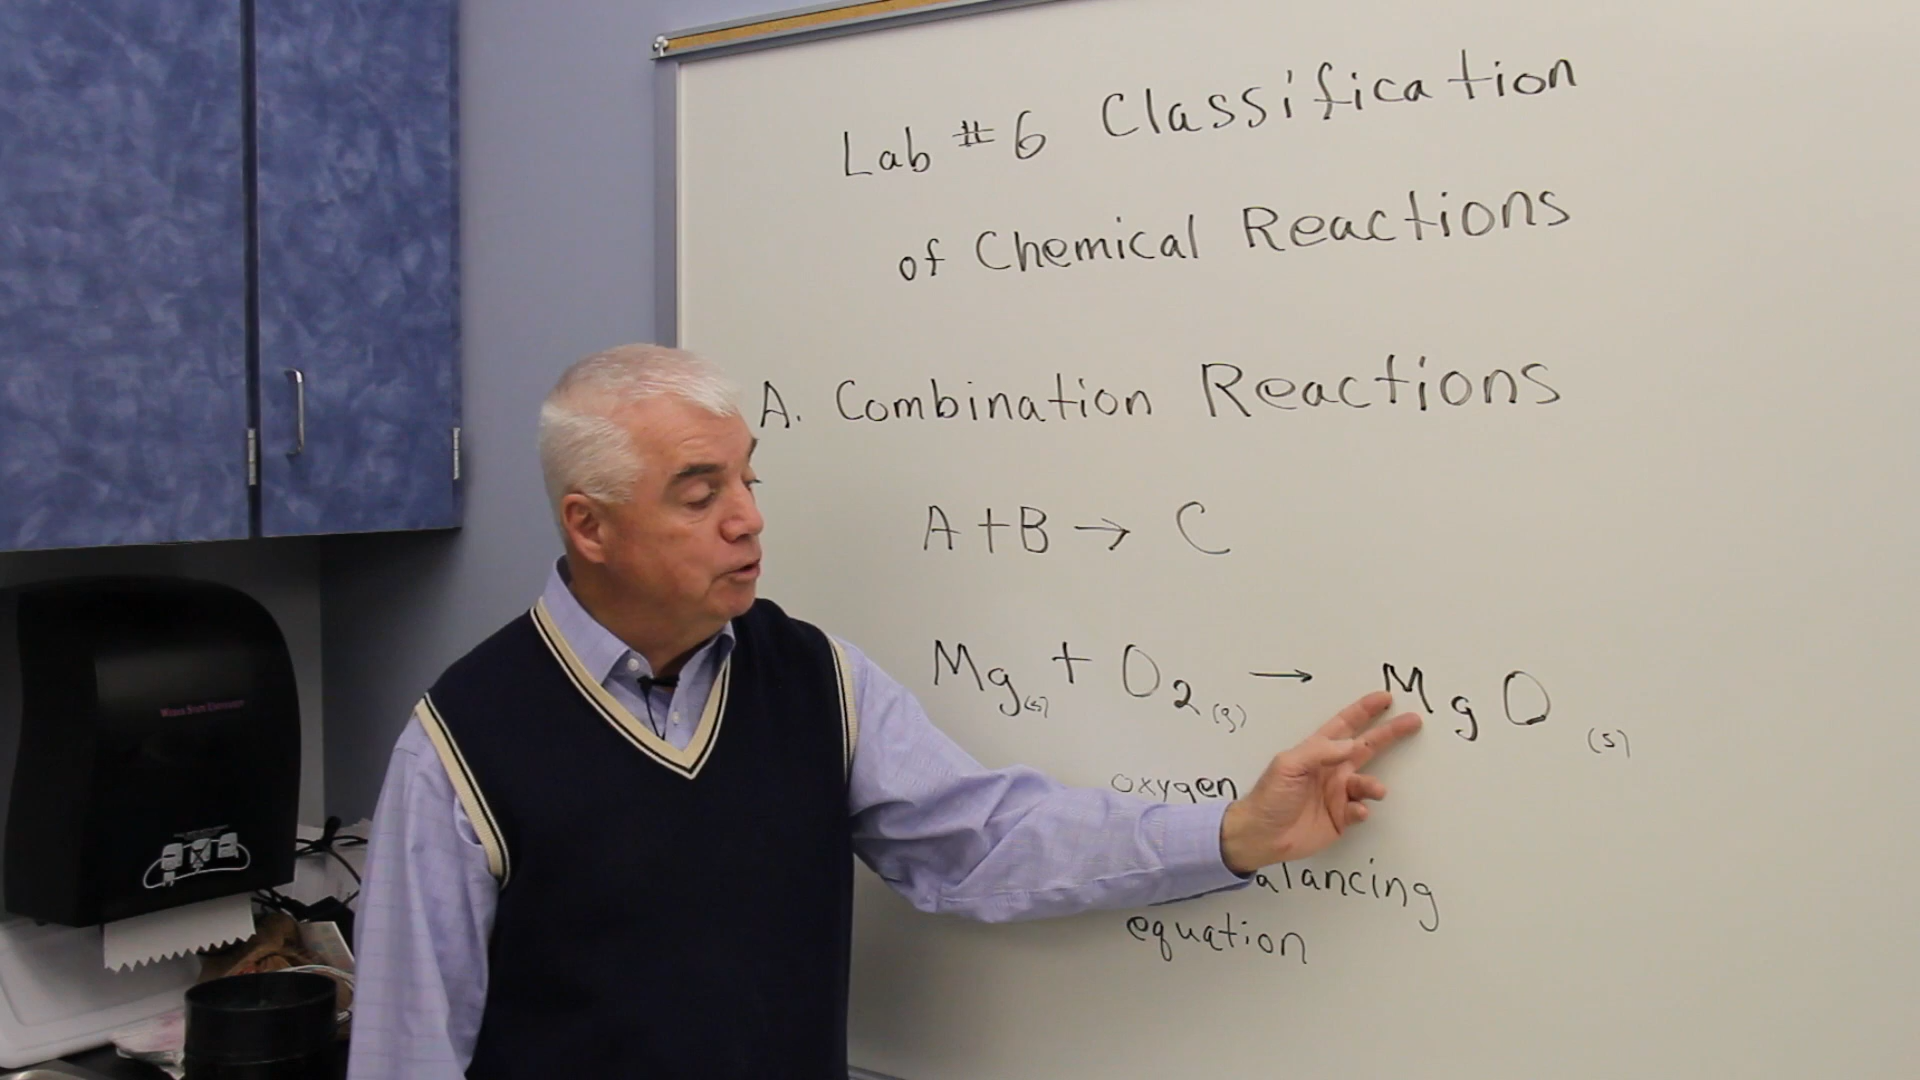 Lab #6 Classification
of Chemical Reactions
A. Combination Reactions
A + B → C
Mg(s) + O2(g) → MgO (s)
oxygen
alancing
equation